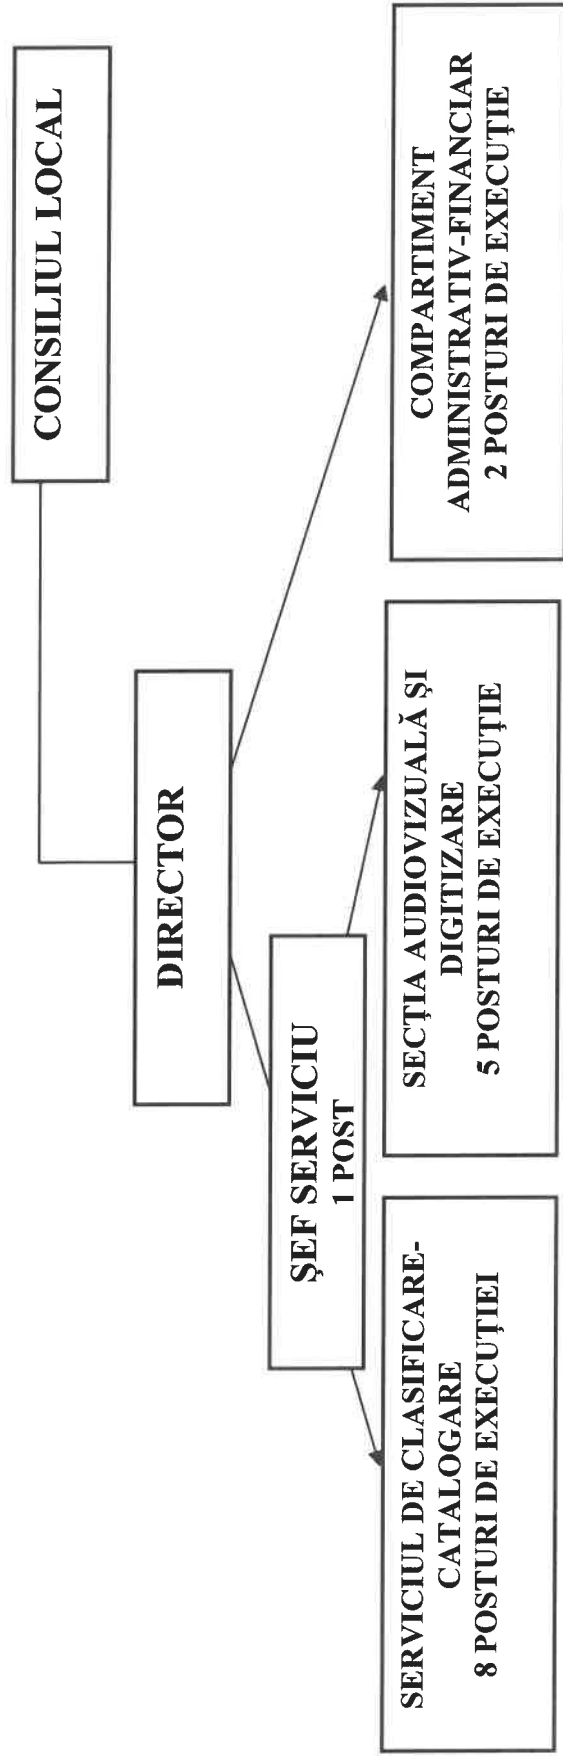 CONSILIUL LOCAL
DIRECTOR
ŞEF SERVICIU
1 POST
SERVICIUL DE CLASIFICARE-
CATALOGARE
8 POSTURI DE EXECUŢIEI
SECŢIA AUDIOVIZUALĂ ŞI
DIGITIZARE
5 POSTURI DE EXECUŢIE
COMPARTIMENT
ADMINISTRATIV-FINANCIAR
2 POSTURI DE EXECUŢIE